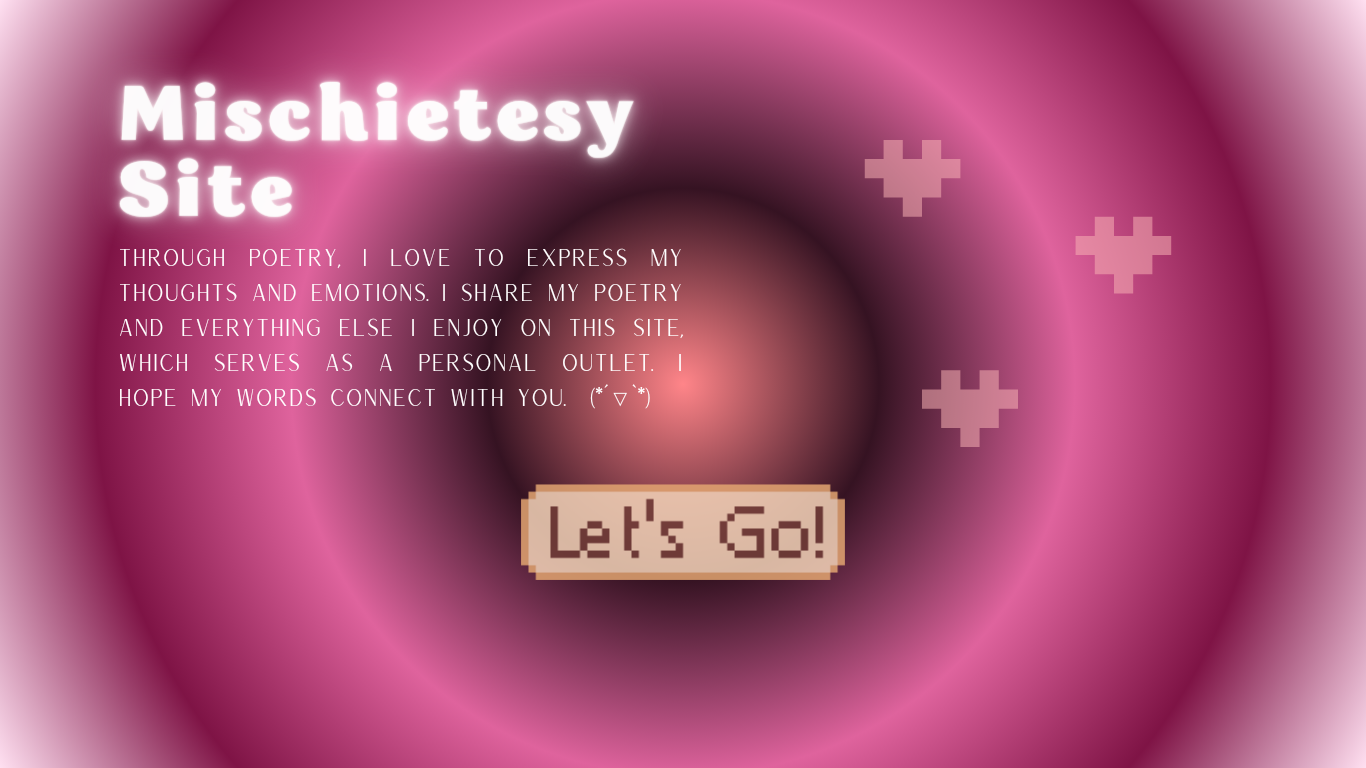 Mischietesy
Site
THROUGH POETRY, I LOVE TO EXPRESS MY
THOUGHTS AND EMOTIONS. I SHARE MY POETRY
AND EVERYTHING ELSE I ENJOY ON THIS SITE,
WHICH SERVES AS A PERSONAL OUTLET. I
HOPE MY WORDS CONNECT WITH YOU. (*´▽`*)
Let's Go!